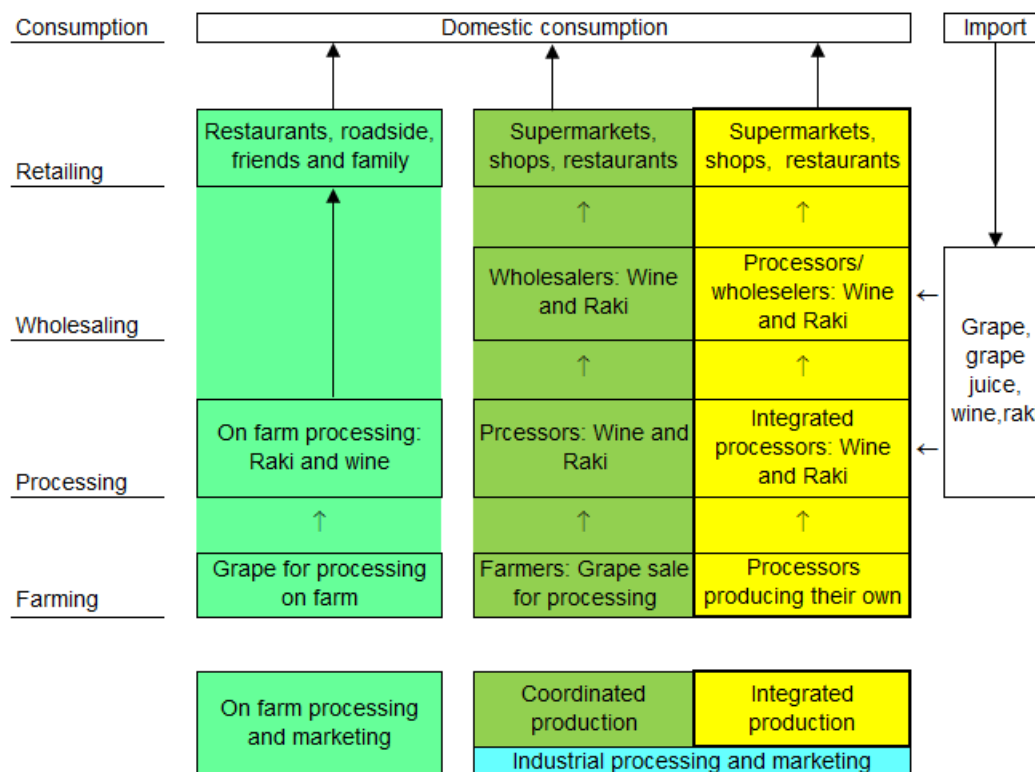 Consumption
Domestic consumption
Import
Retailing
Restaurants, roadside,
friends and family
Supermarkets,
shops, restaurants
Supermarkets,
shops, restaurants
Wholesaling
Wholesalers: Wine
and Raki
Processors/
wholeselers: Wine
and Raki
Grape,
grape
juice,
wine,rak
Processing
On farm processing:
Raki and wine
Prcessors: Wine and
Raki
Integrated
processors: Wine
and Raki
Farming
Grape for processing
on farm
Farmers: Grape sale
for processing
Processors
producing their own
On farm processing
and marketing
Coordinated
production
Integrated
production
Industrial processing and marketing